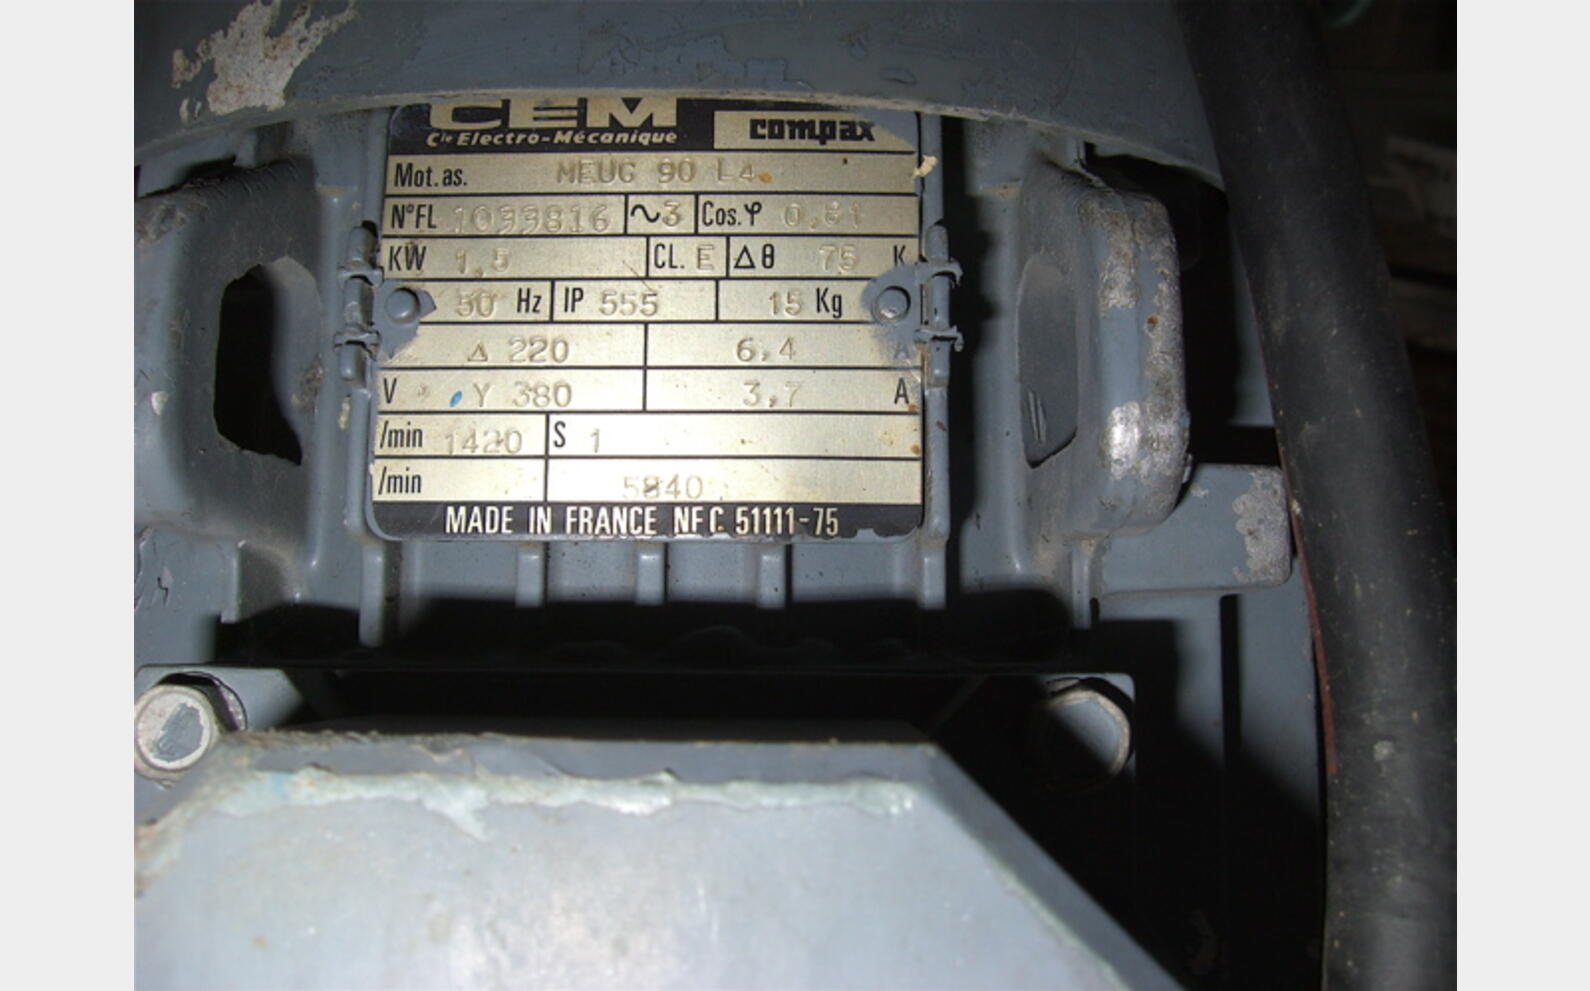 CEM
Cie Electro-Mécanique compax
Mot. as. MEUG 90 L4
N° FL 1033816 ~ 3 Cos. φ 0,81
KW 1,5 CL. E Δθ 75 K
50 Hz IP 555 15 Kg
Δ 220 6,4 A
V Y 380 3,7 A
/min 1420 S 1
/min 5840
MADE IN FRANCE NF C 51111-75